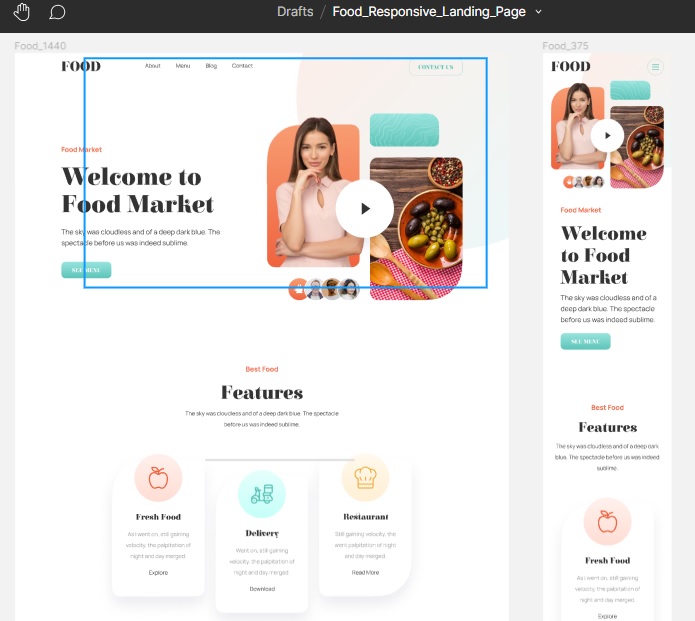 Drafts / Food_Responsive_Landing_Page
Food_1440
FOOD
About
Menu
Blog
Contact
CONTACT US
Food Market
Welcome to
Food Market
The sky was cloudless and of a deep dark blue. The
spectacle before us was indeed sublime.
SEE MENU
Best Food
Features
The sky was cloudless and of a deep dark blue. The spectacle
before us was indeed sublime.
Fresh Food
As I went on, still gaining
velocity, the palpitation of
night and day merged
Explore
Delivery
Went on, still gaining
velocity, the palpitation of
night and day merged
Download
Restaurant
Still gaining velocity, the
went palpitation of night
and day merged
Read More
Food_375
FOOD
Food Market
Welcome
to Food
Market
The sky was cloudless and of a
deep dark blue. The spectacle
before us was indeed sublime.
SEE MENU
Best Food
Features
The sky was cloudless and of a deep dark
blue. The spectacle before us was indeed
sublime.
Fresh Food
As I went on, still gaining
velocity, the palpitation of
night and day merged.
Explore